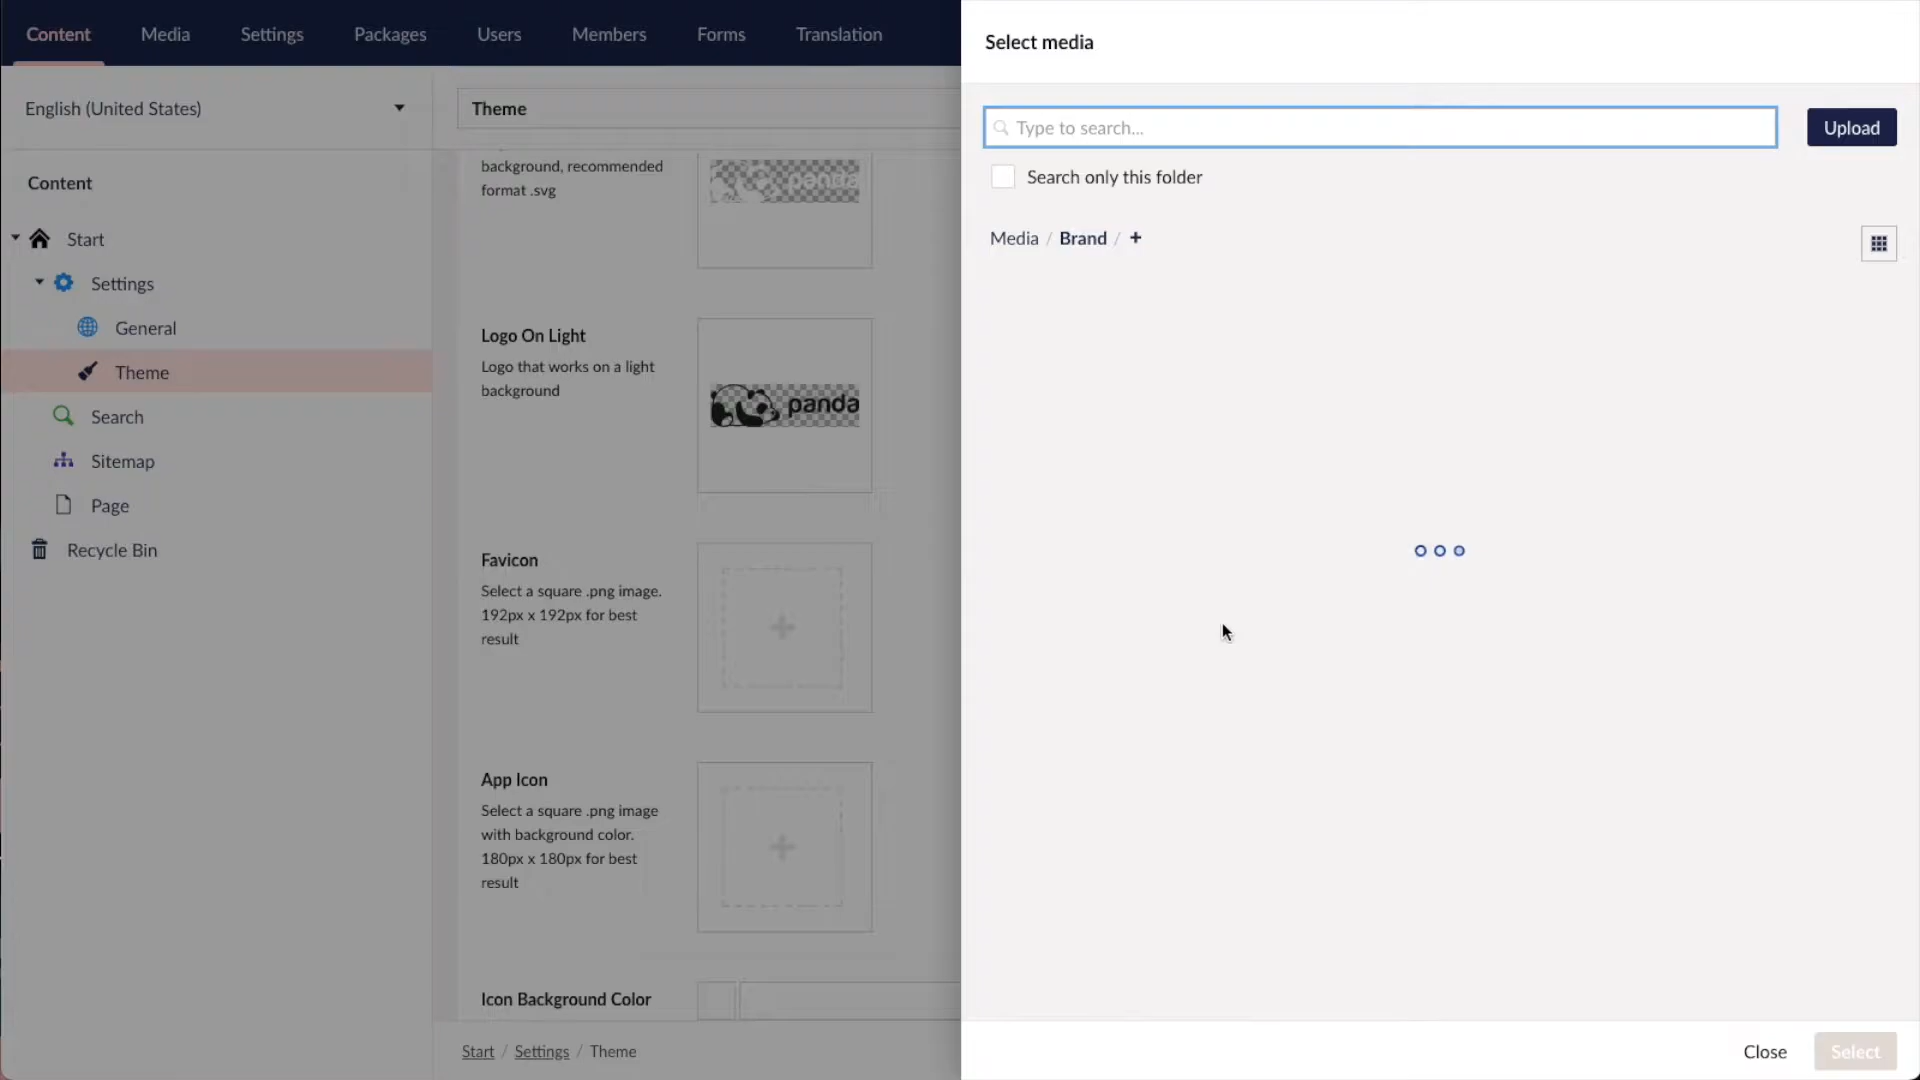 Content
Media
Settings
Packages
Users
Members
Forms
Translation
English (United States)
Content
Start
Settings
General
Theme
Search
Sitemap
Page
Recycle Bin
Theme
background, recommended
format .svg
panda
Logo On Light
Logo that works on a light
background
panda
Favicon
Select a square .png image.
192px x 192px for best
result
App Icon
Select a square .png image
with background color.
180px x 180px for best
result
Icon Background Color
Start / Settings / Theme
Select media
Type to search...
Upload
Search only this folder
Media / Brand / +
Close
Select